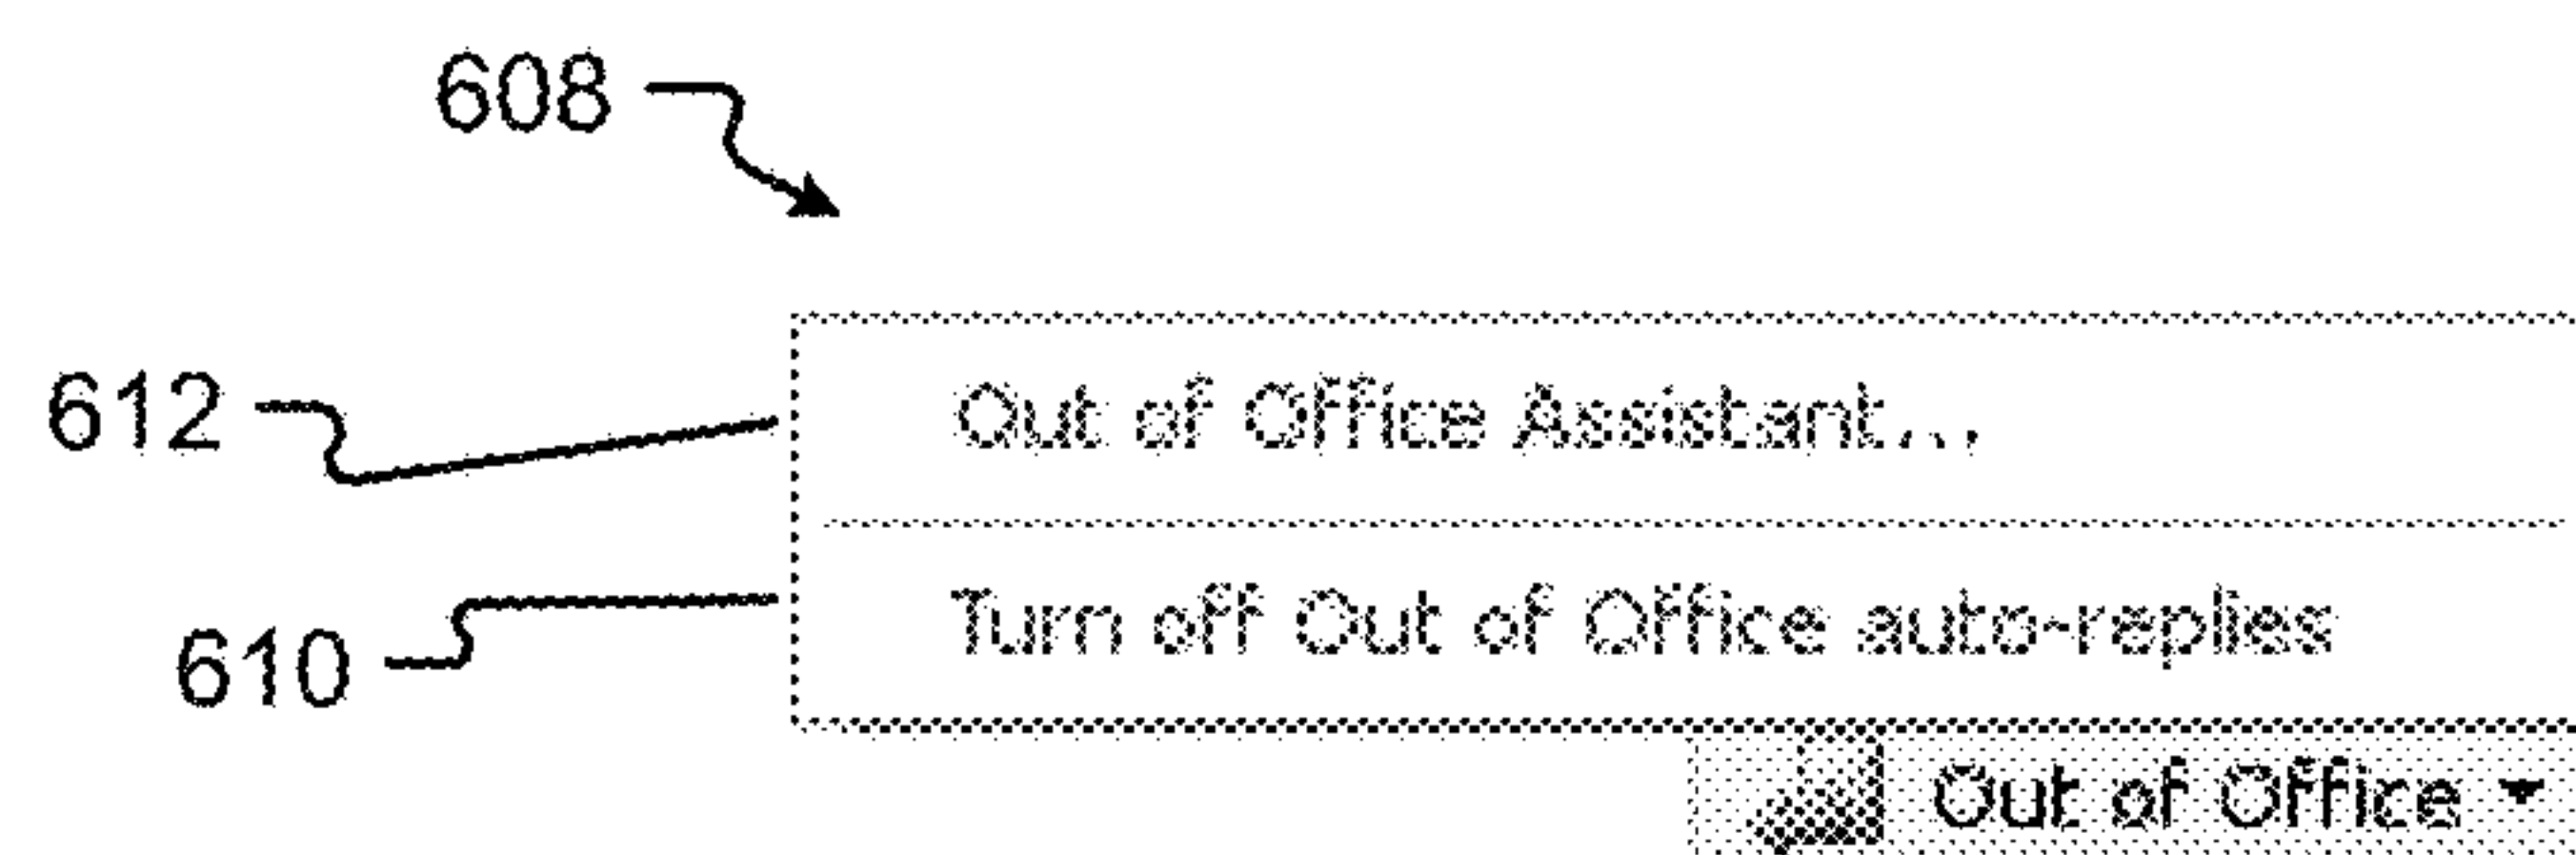 608
612 Out of Office Assistant...
610 Turn off Out of Office auto-replies
Out of Office